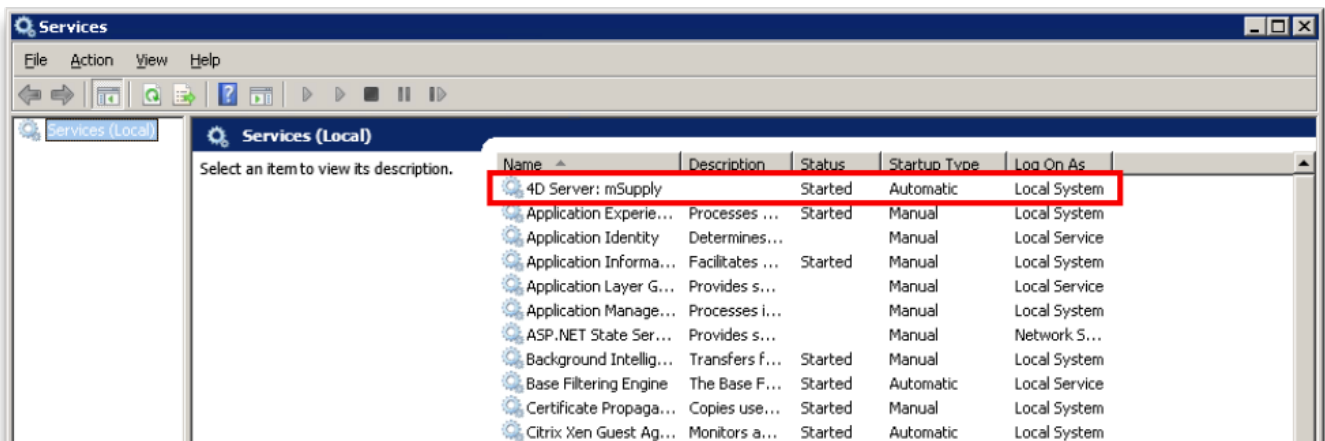 Services
File Action View Help
Services (Local)
Services (Local)
Select an item to view its description.
Name Description Status Startup Type Log On As
4D Server: mSupply Started Automatic Local System
Application Experie... Processes ... Started Manual Local System
Application Identity Determines... Manual Local Service
Application Informa... Facilitates ... Started Manual Local System
Application Layer G... Provides s... Manual Local Service
Application Manage... Processes i... Manual Local System
ASP.NET State Ser... Provides s... Manual Network S...
Background Intellig... Transfers f... Started Manual Local System
Base Filtering Engine The Base F... Started Automatic Local Service
Certificate Propaga... Copies use... Started Manual Local System
Citrix Xen Guest Ag... Monitors a... Started Automatic Local System